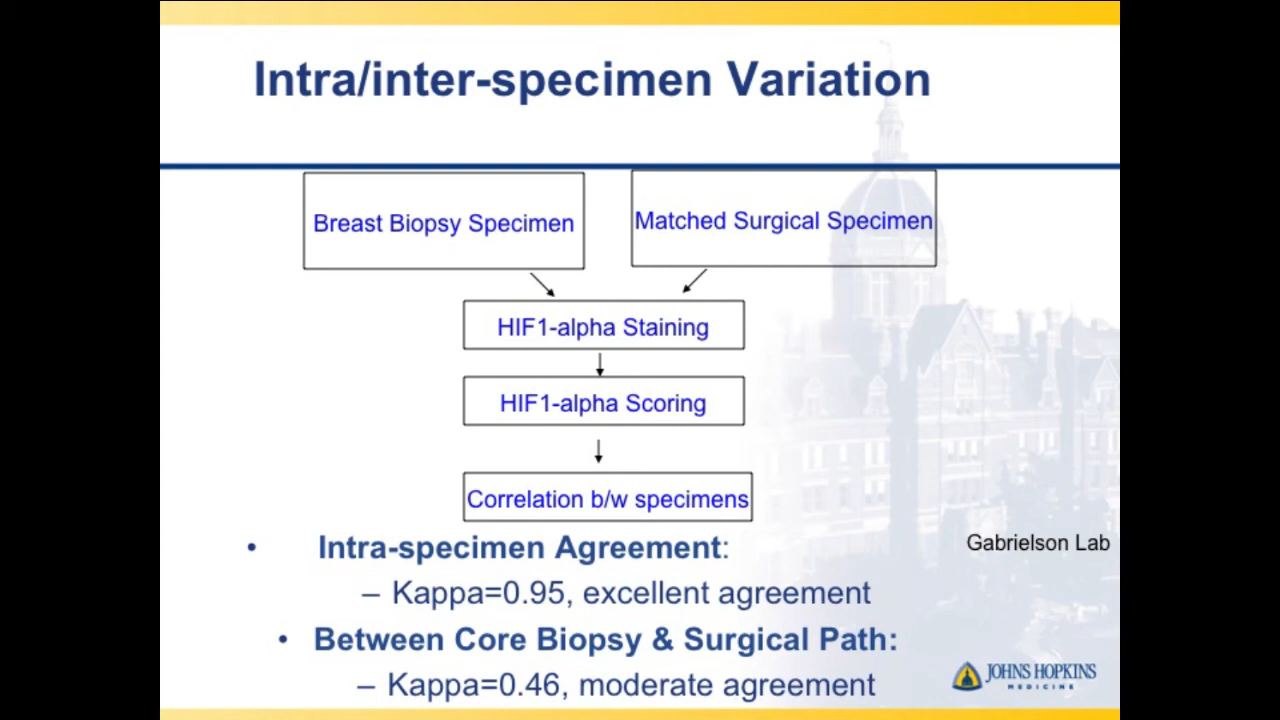 Intra/inter-specimen Variation
Breast Biopsy Specimen
Matched Surgical Specimen
HIF1-alpha Staining
HIF1-alpha Scoring
Correlation b/w specimens
• Intra-specimen Agreement:
Gabrielson Lab
– Kappa=0.95, excellent agreement
• Between Core Biopsy & Surgical Path:
– Kappa=0.46, moderate agreement
JOHNS HOPKINS
MEDICINE